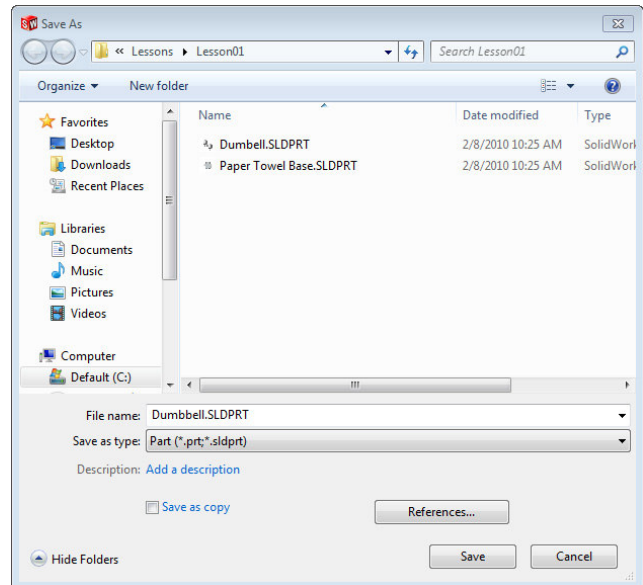 SW Save As
« Lessons Lesson01 Search Lesson01
Organize New folder
Favorites
Desktop
Downloads
Recent Places
Libraries
Documents
Music
Pictures
Videos
Computer
Default (C:)
Name Date modified Type
Dumbell.SLDPRT 2/8/2010 10:25 AM SolidWork
Paper Towel Base.SLDPRT 2/8/2010 10:25 AM SolidWork
File name: Dumbbell.SLDPRT
Save as type: Part (*.prt;*.sldprt)
Description: Add a description
Save as copy
References...
Hide Folders
Save Cancel